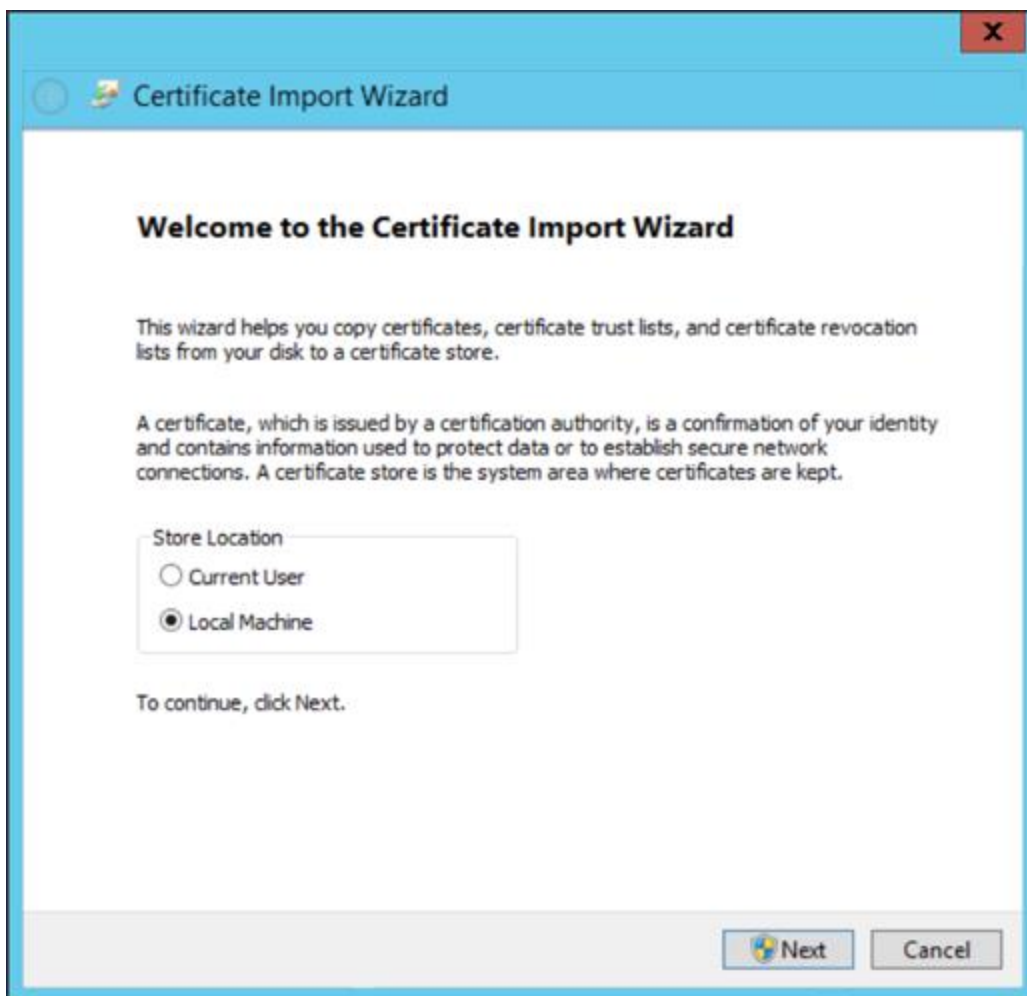 X
Certificate Import Wizard
Welcome to the Certificate Import Wizard
This wizard helps you copy certificates, certificate trust lists, and certificate revocation
lists from your disk to a certificate store.
A certificate, which is issued by a certification authority, is a confirmation of your identity
and contains information used to protect data or to establish secure network
connections. A certificate store is the system area where certificates are kept.
Store Location
Current User
Local Machine
To continue, click Next.
Next Cancel